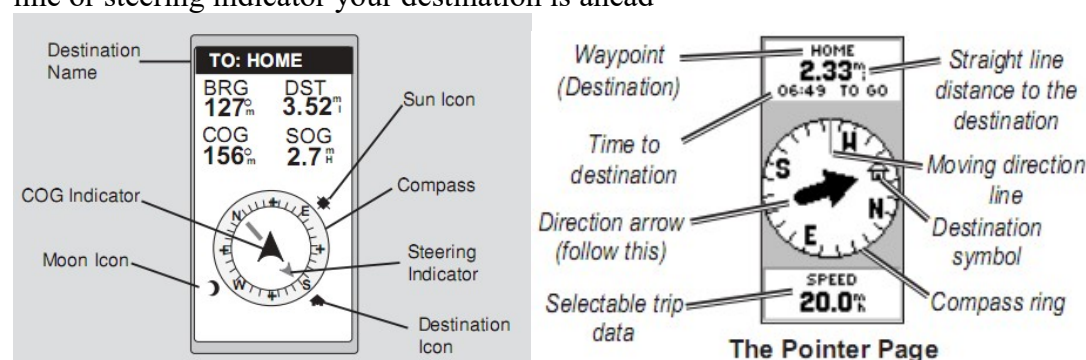 line or steering indicator your destination is ahead
Destination
Name
TO: HOME
BRG DST
127°m 3.52mi
COG SOG
156°m 2.7mH
Sun Icon
COG Indicator
Compass
Moon Icon
Steering
Indicator
Destination
Icon
N
E
S
W
Waypoint
(Destination)
HOME
2.33mi
06:49 TO GO
Straight line
distance to the
destination
Time to
destination
Moving direction
line
Direction arrow
(follow this)
W
S
N
E
Destination
symbol
Selectable trip
data
SPEED
20.0
Compass ring
The Pointer Page